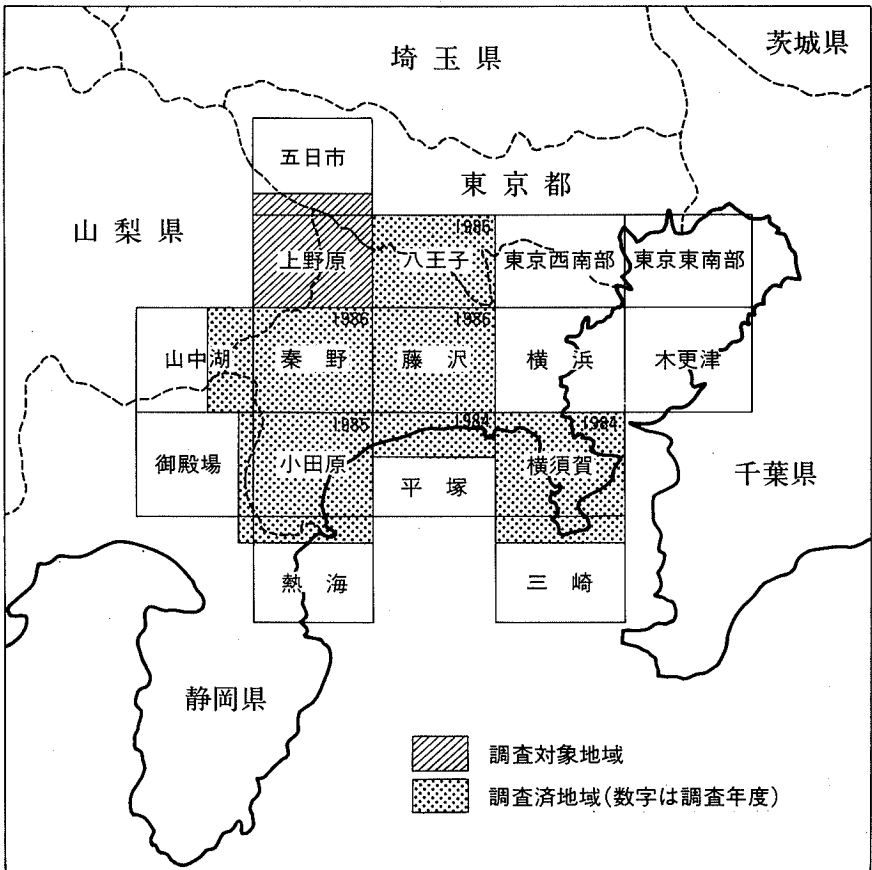 茨城県
埼玉県
五日市
東京都
山梨県
1986
上野原
八王子
東京西南部
東京東南部
1986
1986
山中湖
秦野
藤沢
横浜
木更津
1985
1984
1984
御殿場
小田原
横須賀
平塚
千葉県
熱海
三崎
静岡県
調査対象地域
調査済地域(数字は調査年度)